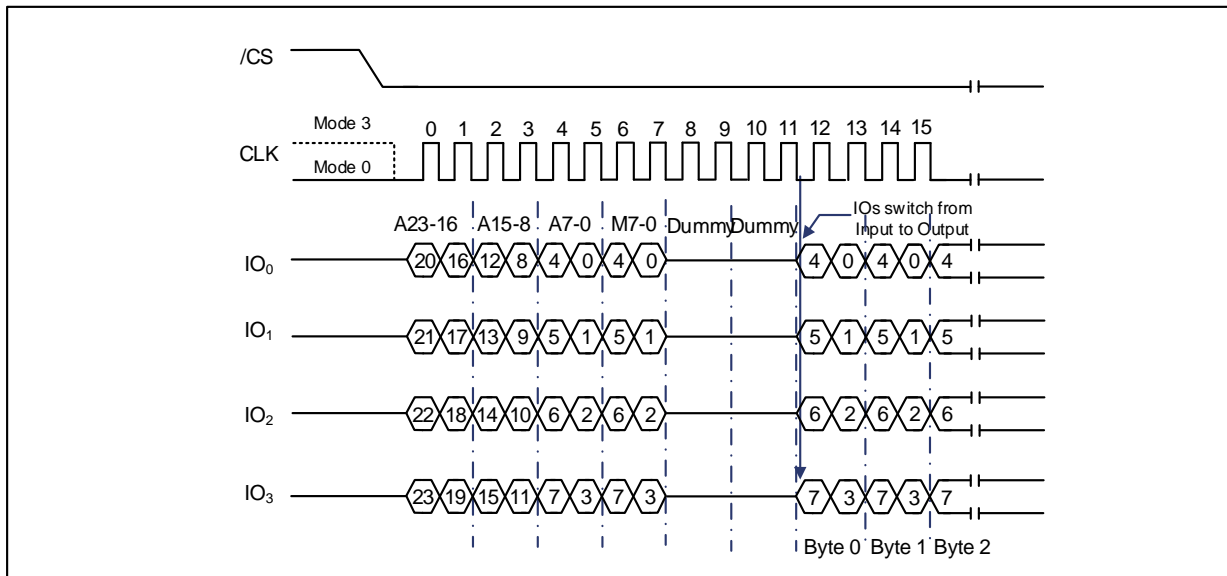 /CS
Mode 3
0 1 2 3 4 5 6 7 8 9 10 11 12 13 14 15
CLK
Mode 0
A23-16 A15-8 A7-0 M7-0 Dummy Dummy
IOs switch from
Input to Output
IO0 20 16 12 8 4 0 4 0 4 0 4 0 4
IO1 21 17 13 9 5 1 5 1 5 1 5 1 5
IO2 22 18 14 10 6 2 6 2 6 2 6 2 6
IO3 23 19 15 11 7 3 7 3 7 3 7 3 7
Byte 0 Byte 1 Byte 2